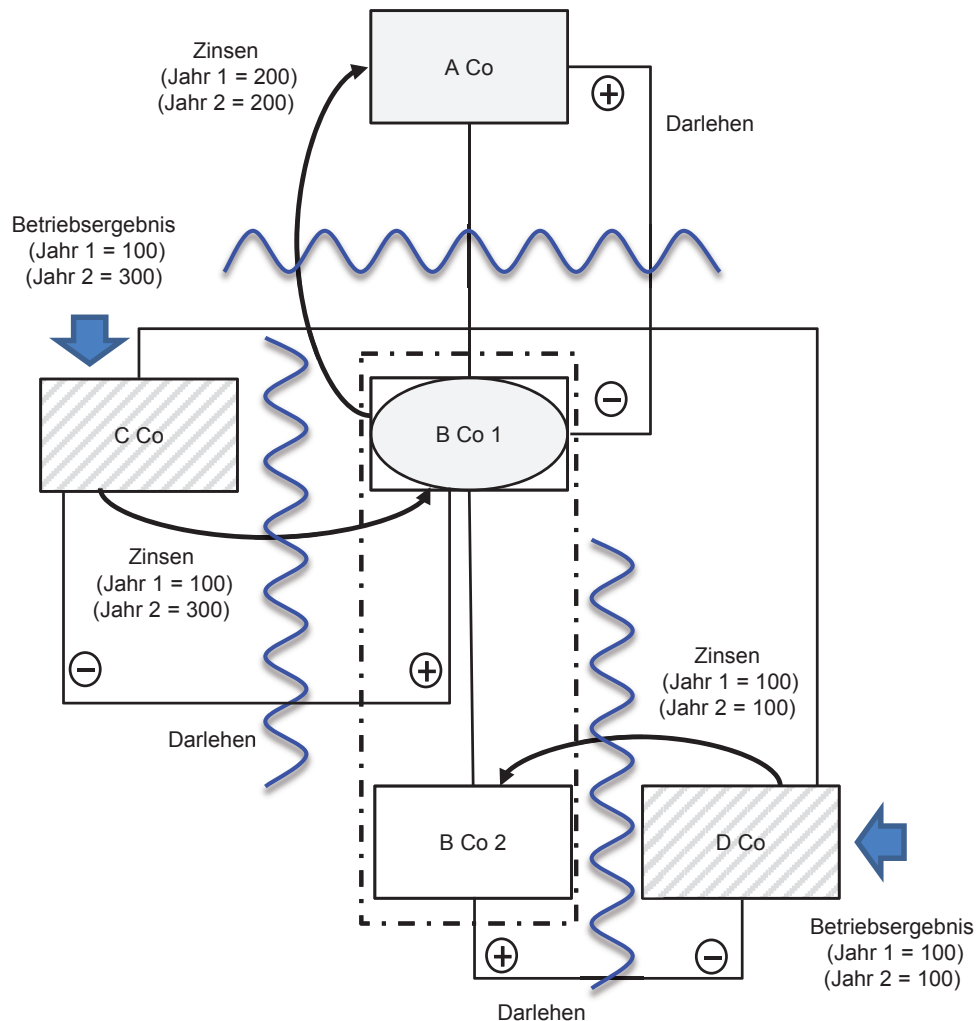 Zinsen
(Jahr 1 = 200)
(Jahr 2 = 200)
A Co
+
Darlehen
Betriebsergebnis
(Jahr 1 = 100)
(Jahr 2 = 300)
C Co
B Co 1
−
Zinsen
(Jahr 1 = 100)
(Jahr 2 = 300)
−
+
Darlehen
Zinsen
(Jahr 1 = 100)
(Jahr 2 = 100)
B Co 2
D Co
Betriebsergebnis
(Jahr 1 = 100)
(Jahr 2 = 100)
+
−
Darlehen